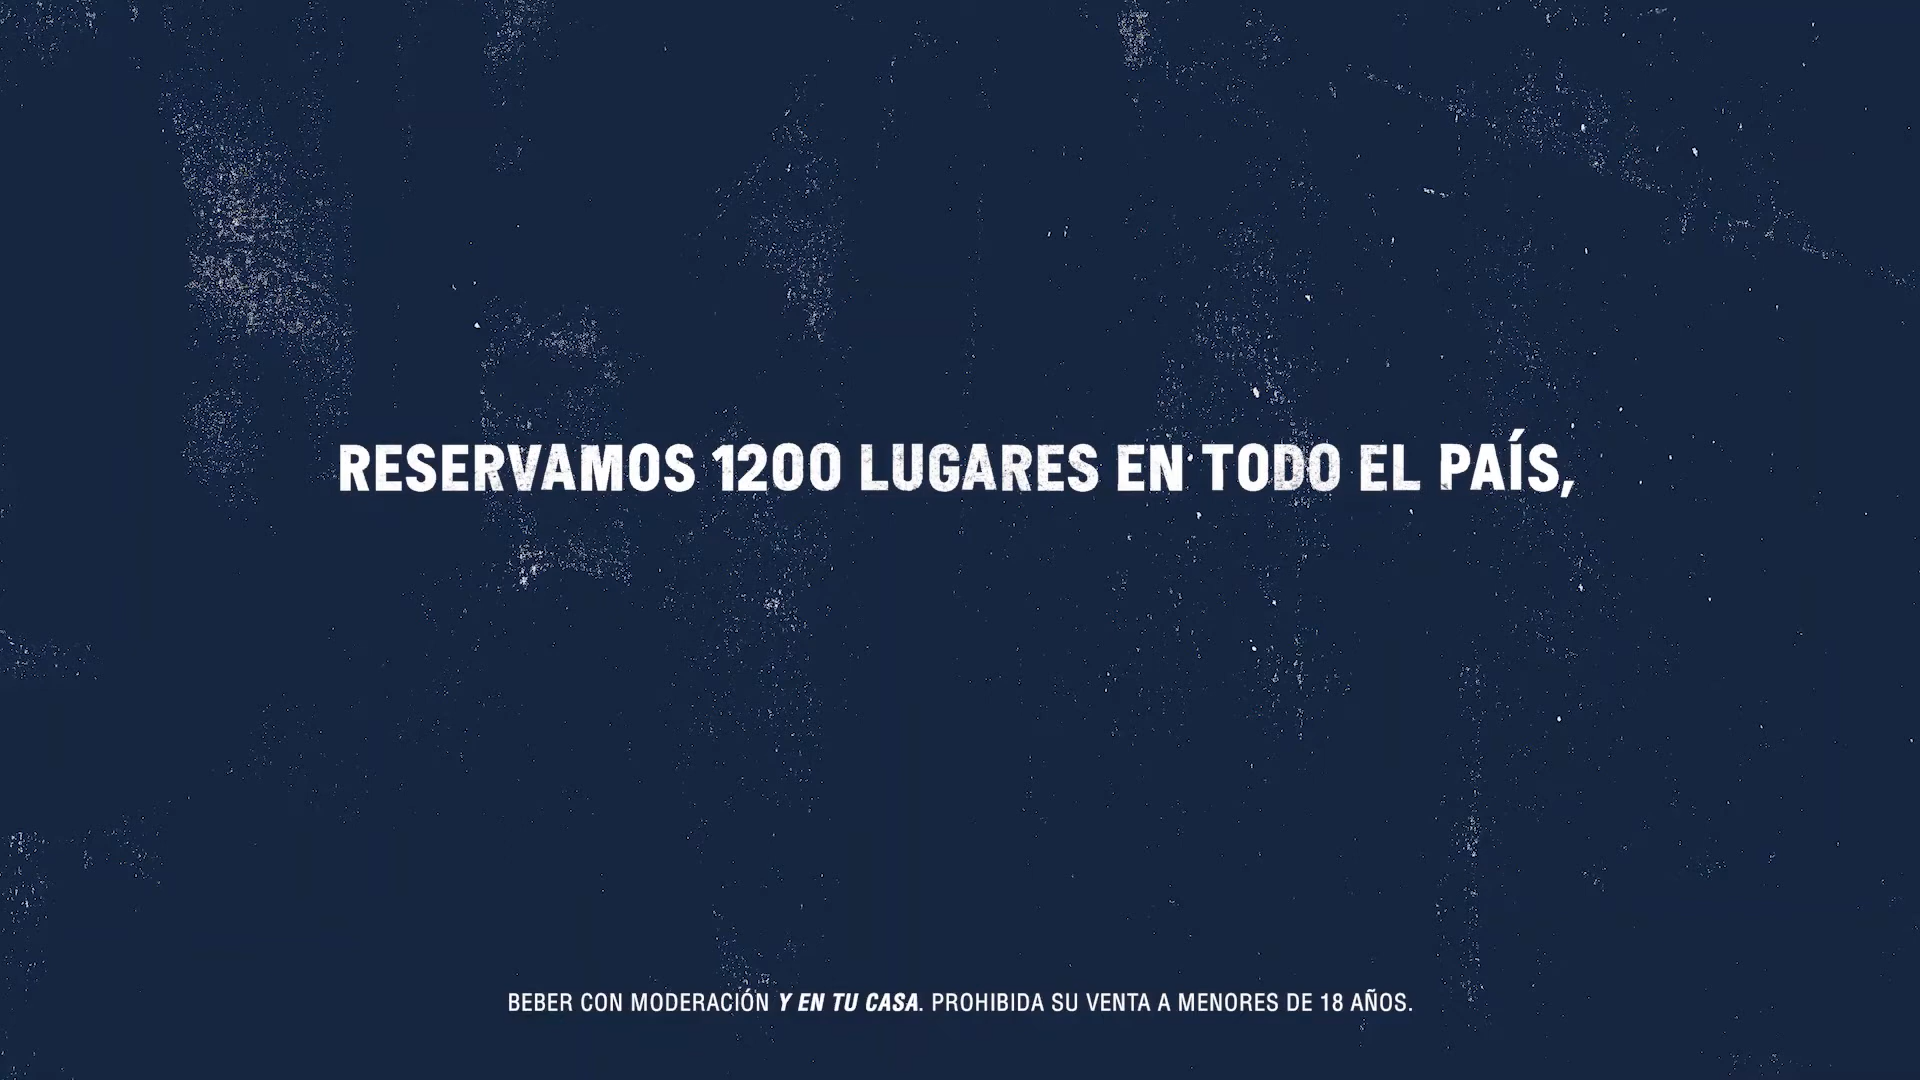 RESERVAMOS 1200 LUGARES EN TODO EL PAÍS,
BEBER CON MODERACIÓN Y EN TU CASA. PROHIBIDA SU VENTA A MENORES DE 18 AÑOS.